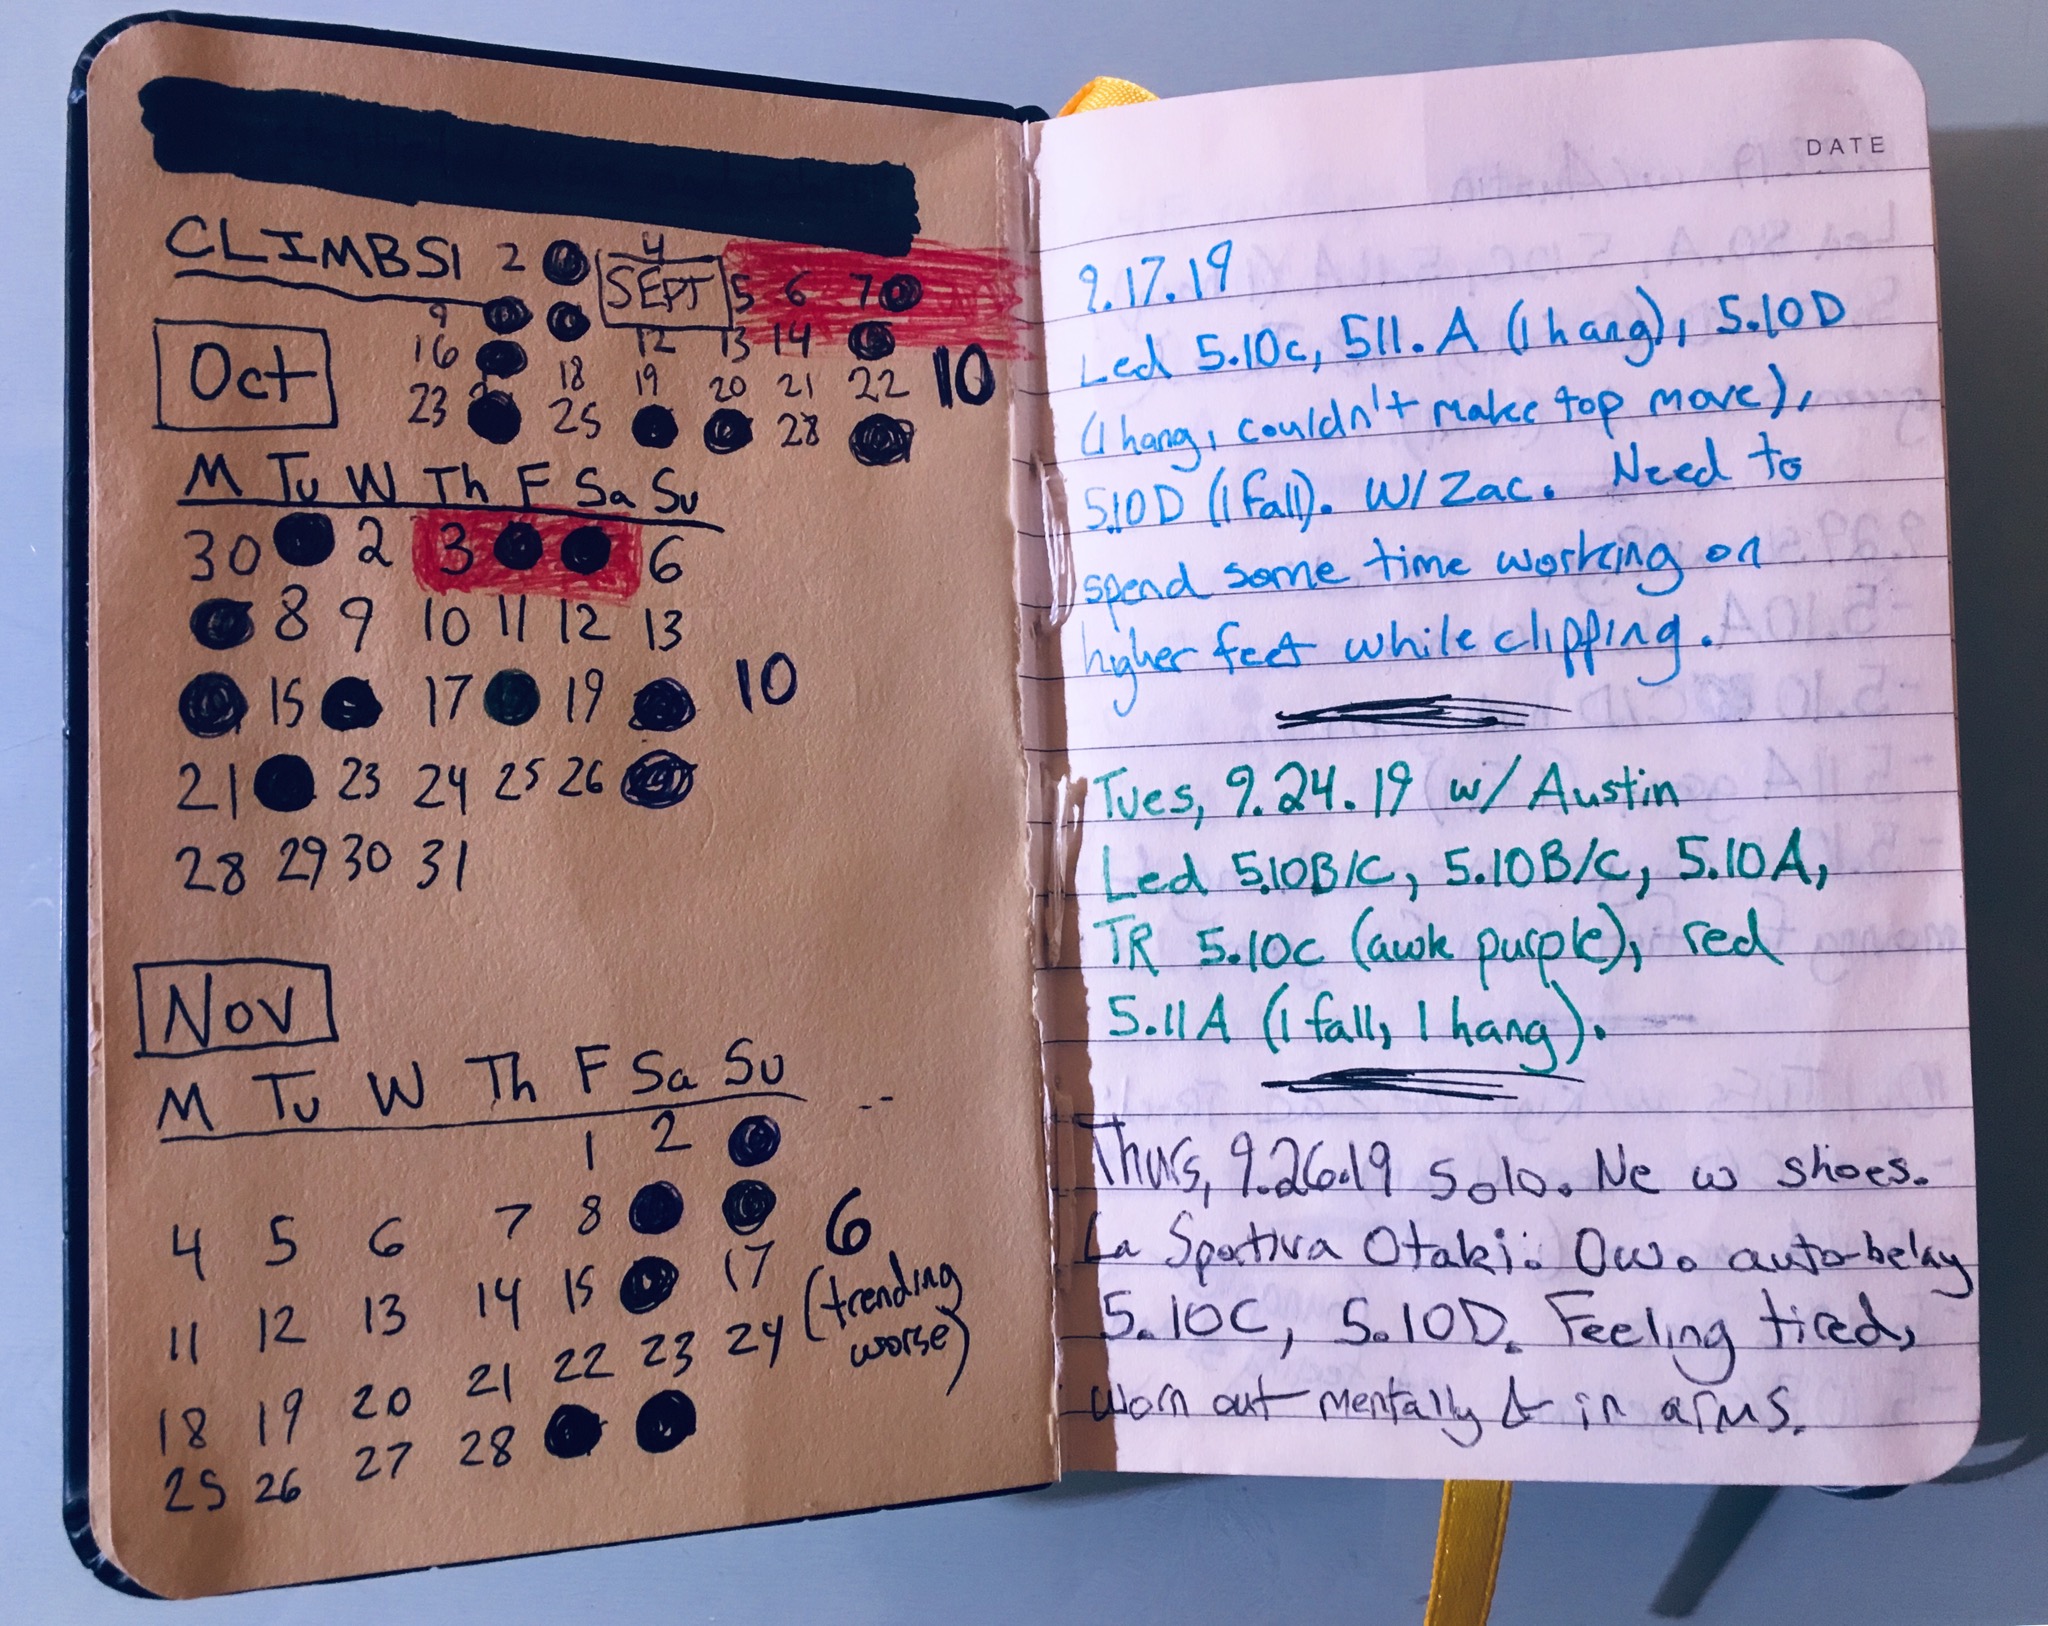 CLIMBS! 2 4
SEPT 5 6 7
9 12 13 14
16 18 19 20 21 22 10
23 25 28
Oct
M Tu W Th F Sa Su
30 2 3 6
8 9 10 11 12 13
15 17 19 10
21 23 24 25 26
28 29 30 31
Nov
M Tu W Th F Sa Su
1 2
4 5 6 7 8 6
11 12 13 14 15 17 (trending
18 19 20 21 22 23 24 worse)
25 26 27 28
DATE
9.17.19
Led 5.10c, 511.A (1 hang), 5.10D
(1 hang, couldn't make top move),
5.10D (1 fall). W/ Zac. Need to
spend some time working on
higher feet while clipping.
Tues, 9.24.19 w/ Austin
Led 5.10B/C, 5.10B/C, 5.10A,
TR 5.10c (awk purple), red
5.11A (1 fall, 1 hang).
Thurs, 9.26.19 Solo. Ne w shoes.
La Sportiva Otaki. Ow. auto-belay
5.10C, 5.10D. Feeling tired,
worn out mentally & in arms.